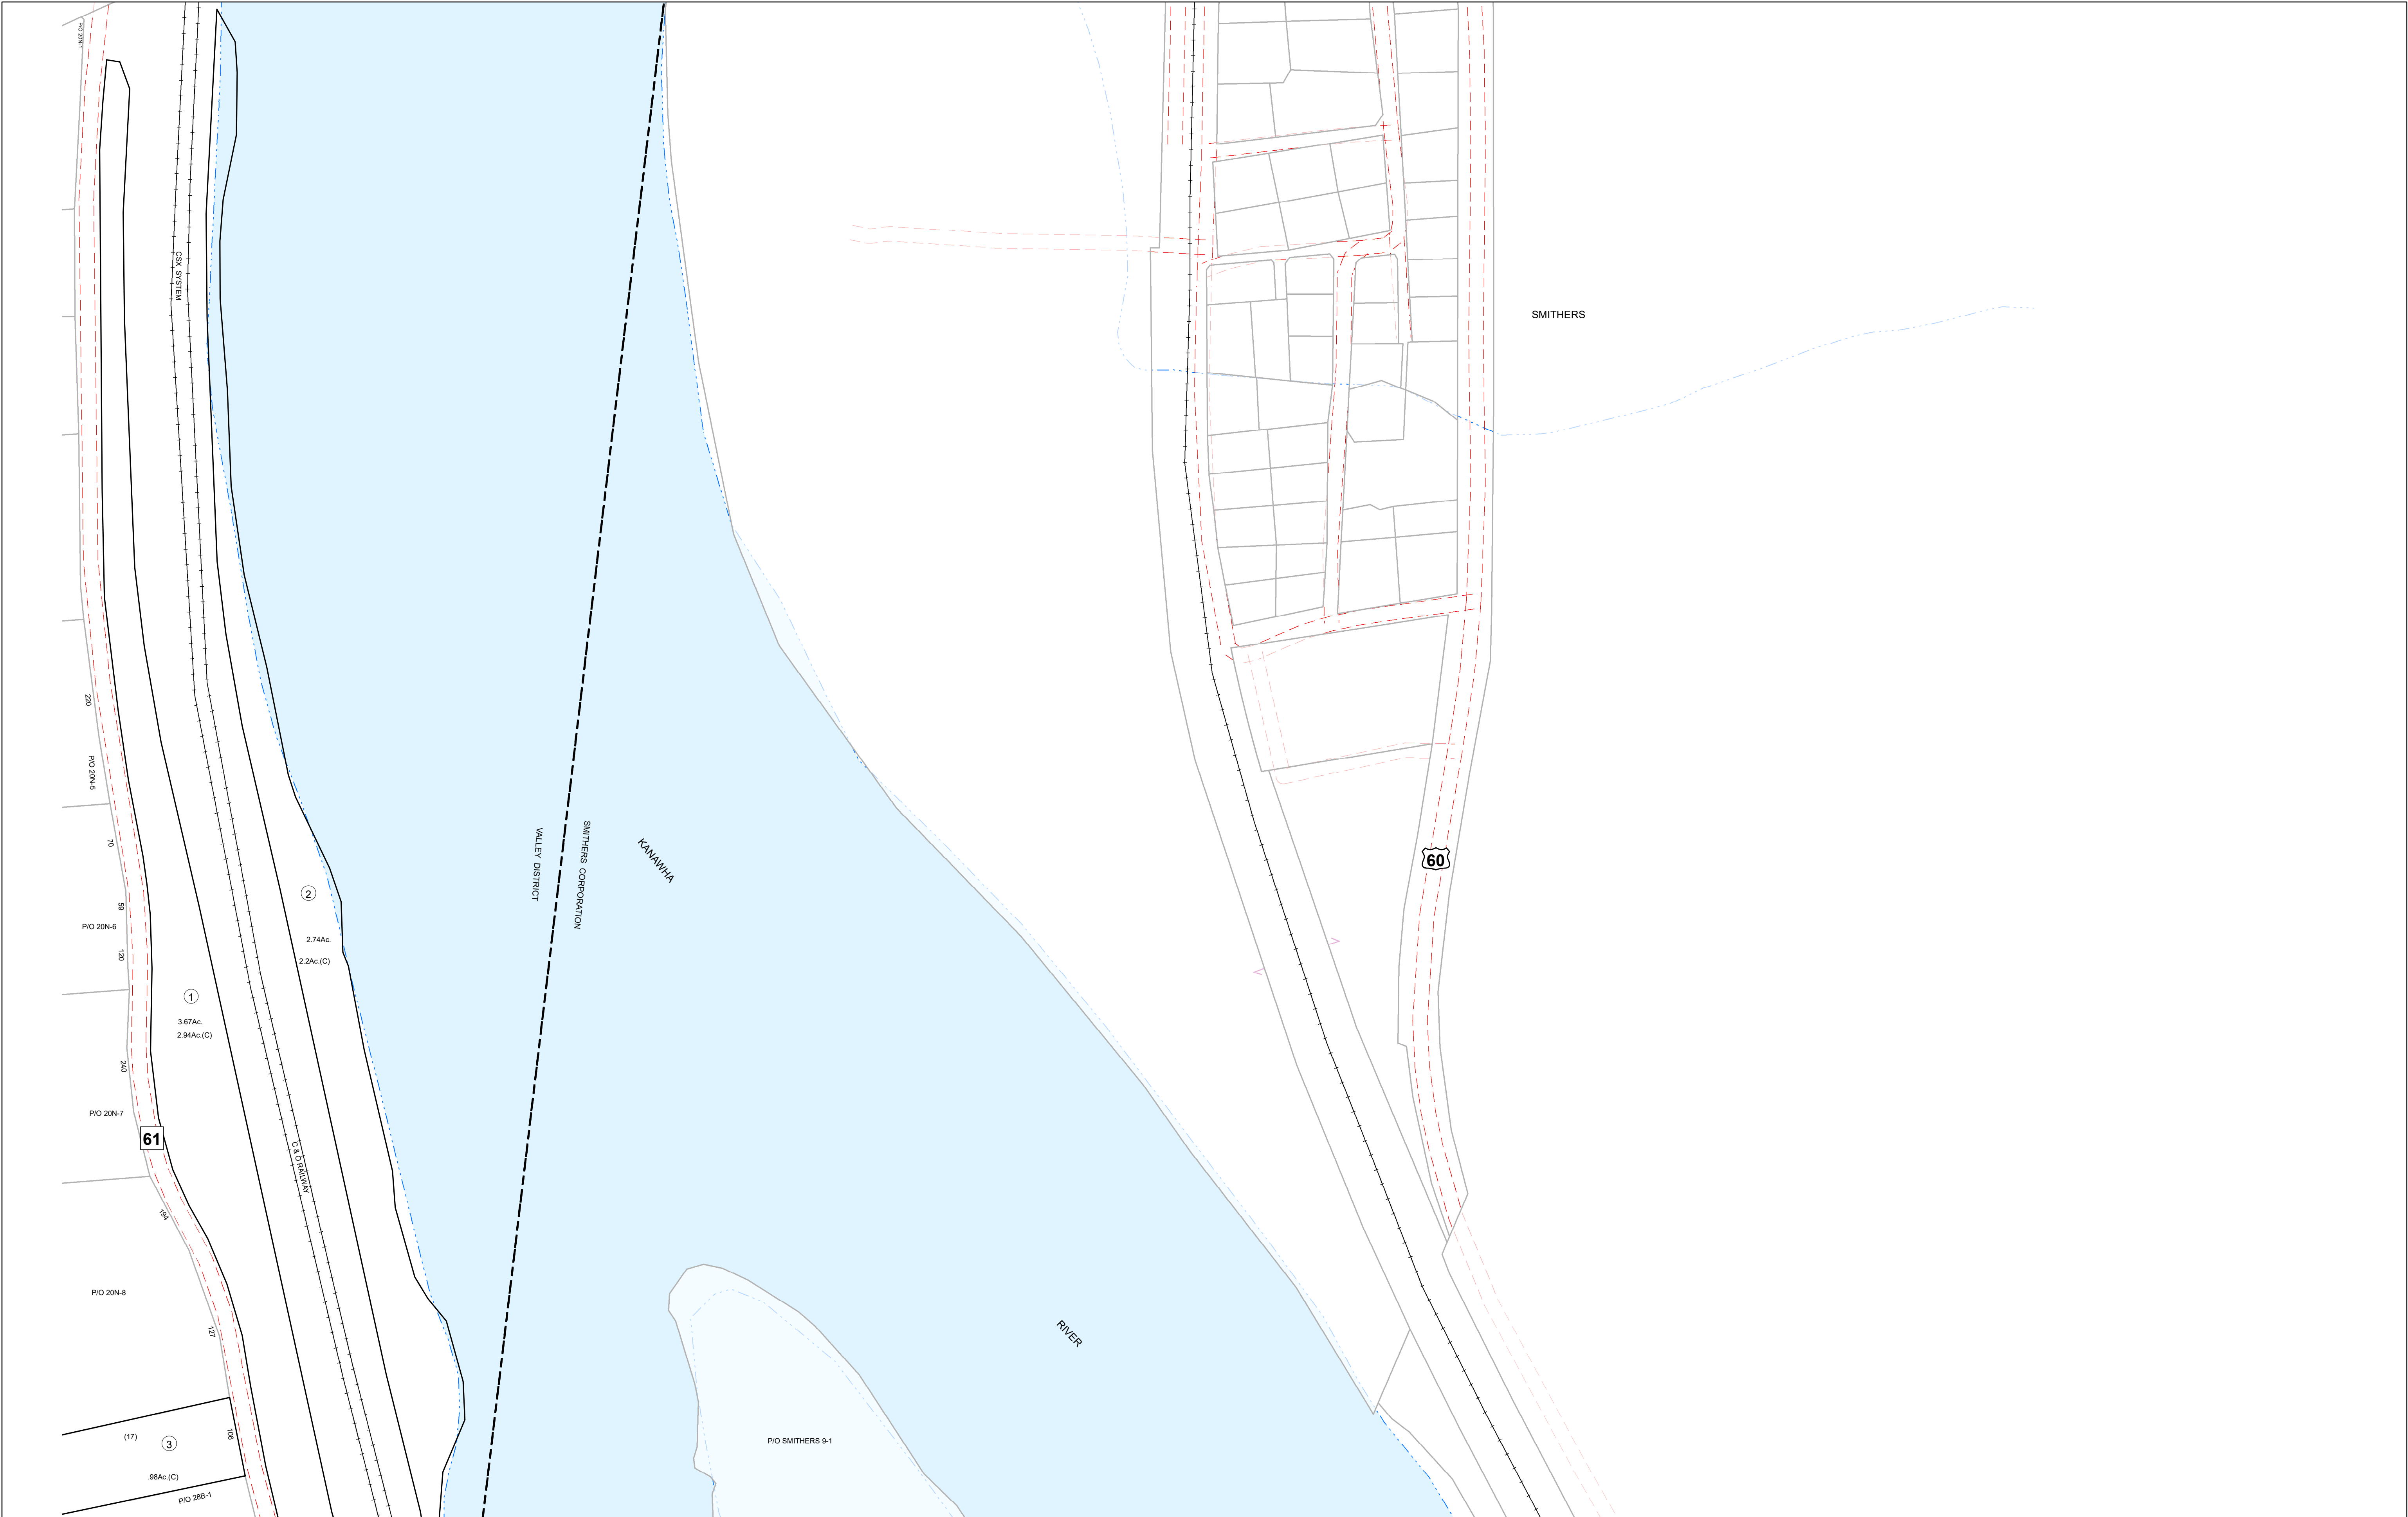 P/O 20N-1
CSX SYSTEM
SMITHERS
220
P/O 20N-5
70
59
P/O 20N-6
120
240
P/O 20N-7
61
194
P/O 20N-8
127
106
(17)
3
.98Ac.(C)
P/O 28B-1
1
3.67Ac.
2.94Ac.(C)
2
2.74Ac.
2.2Ac.(C)
C & O RAILWAY
VALLEY DISTRICT
SMITHERS CORPORATION
KANAWHA
RIVER
P/O SMITHERS 9-1
60